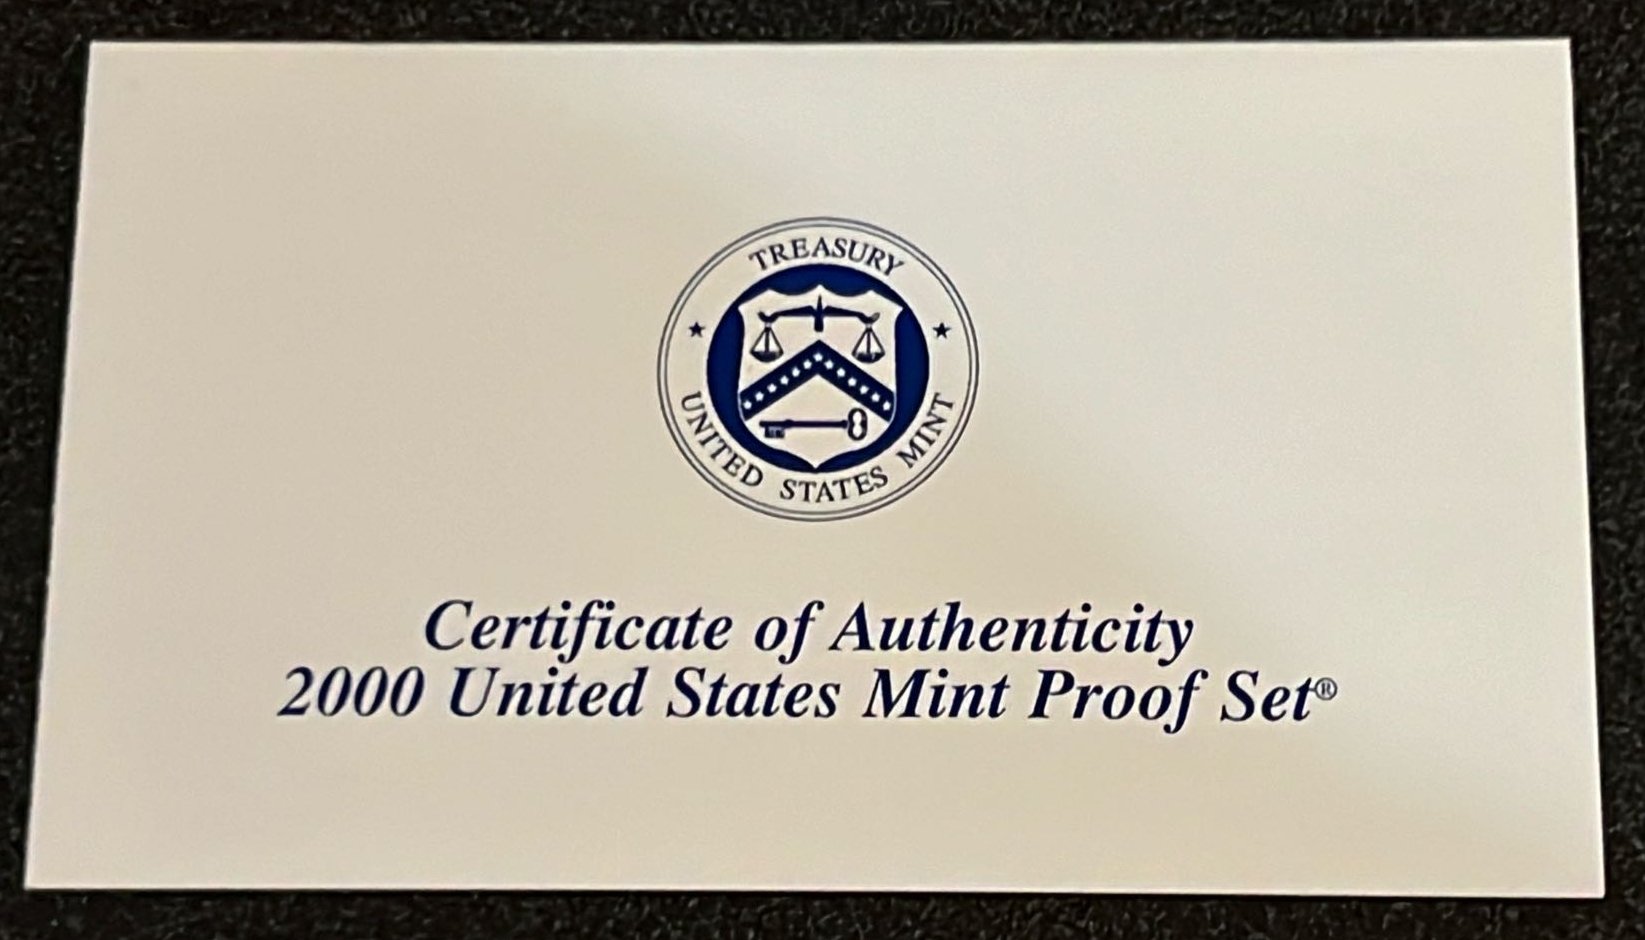 TREASURY
UNITED STATES MINT
Certificate of Authenticity
2000 United States Mint Proof Set®